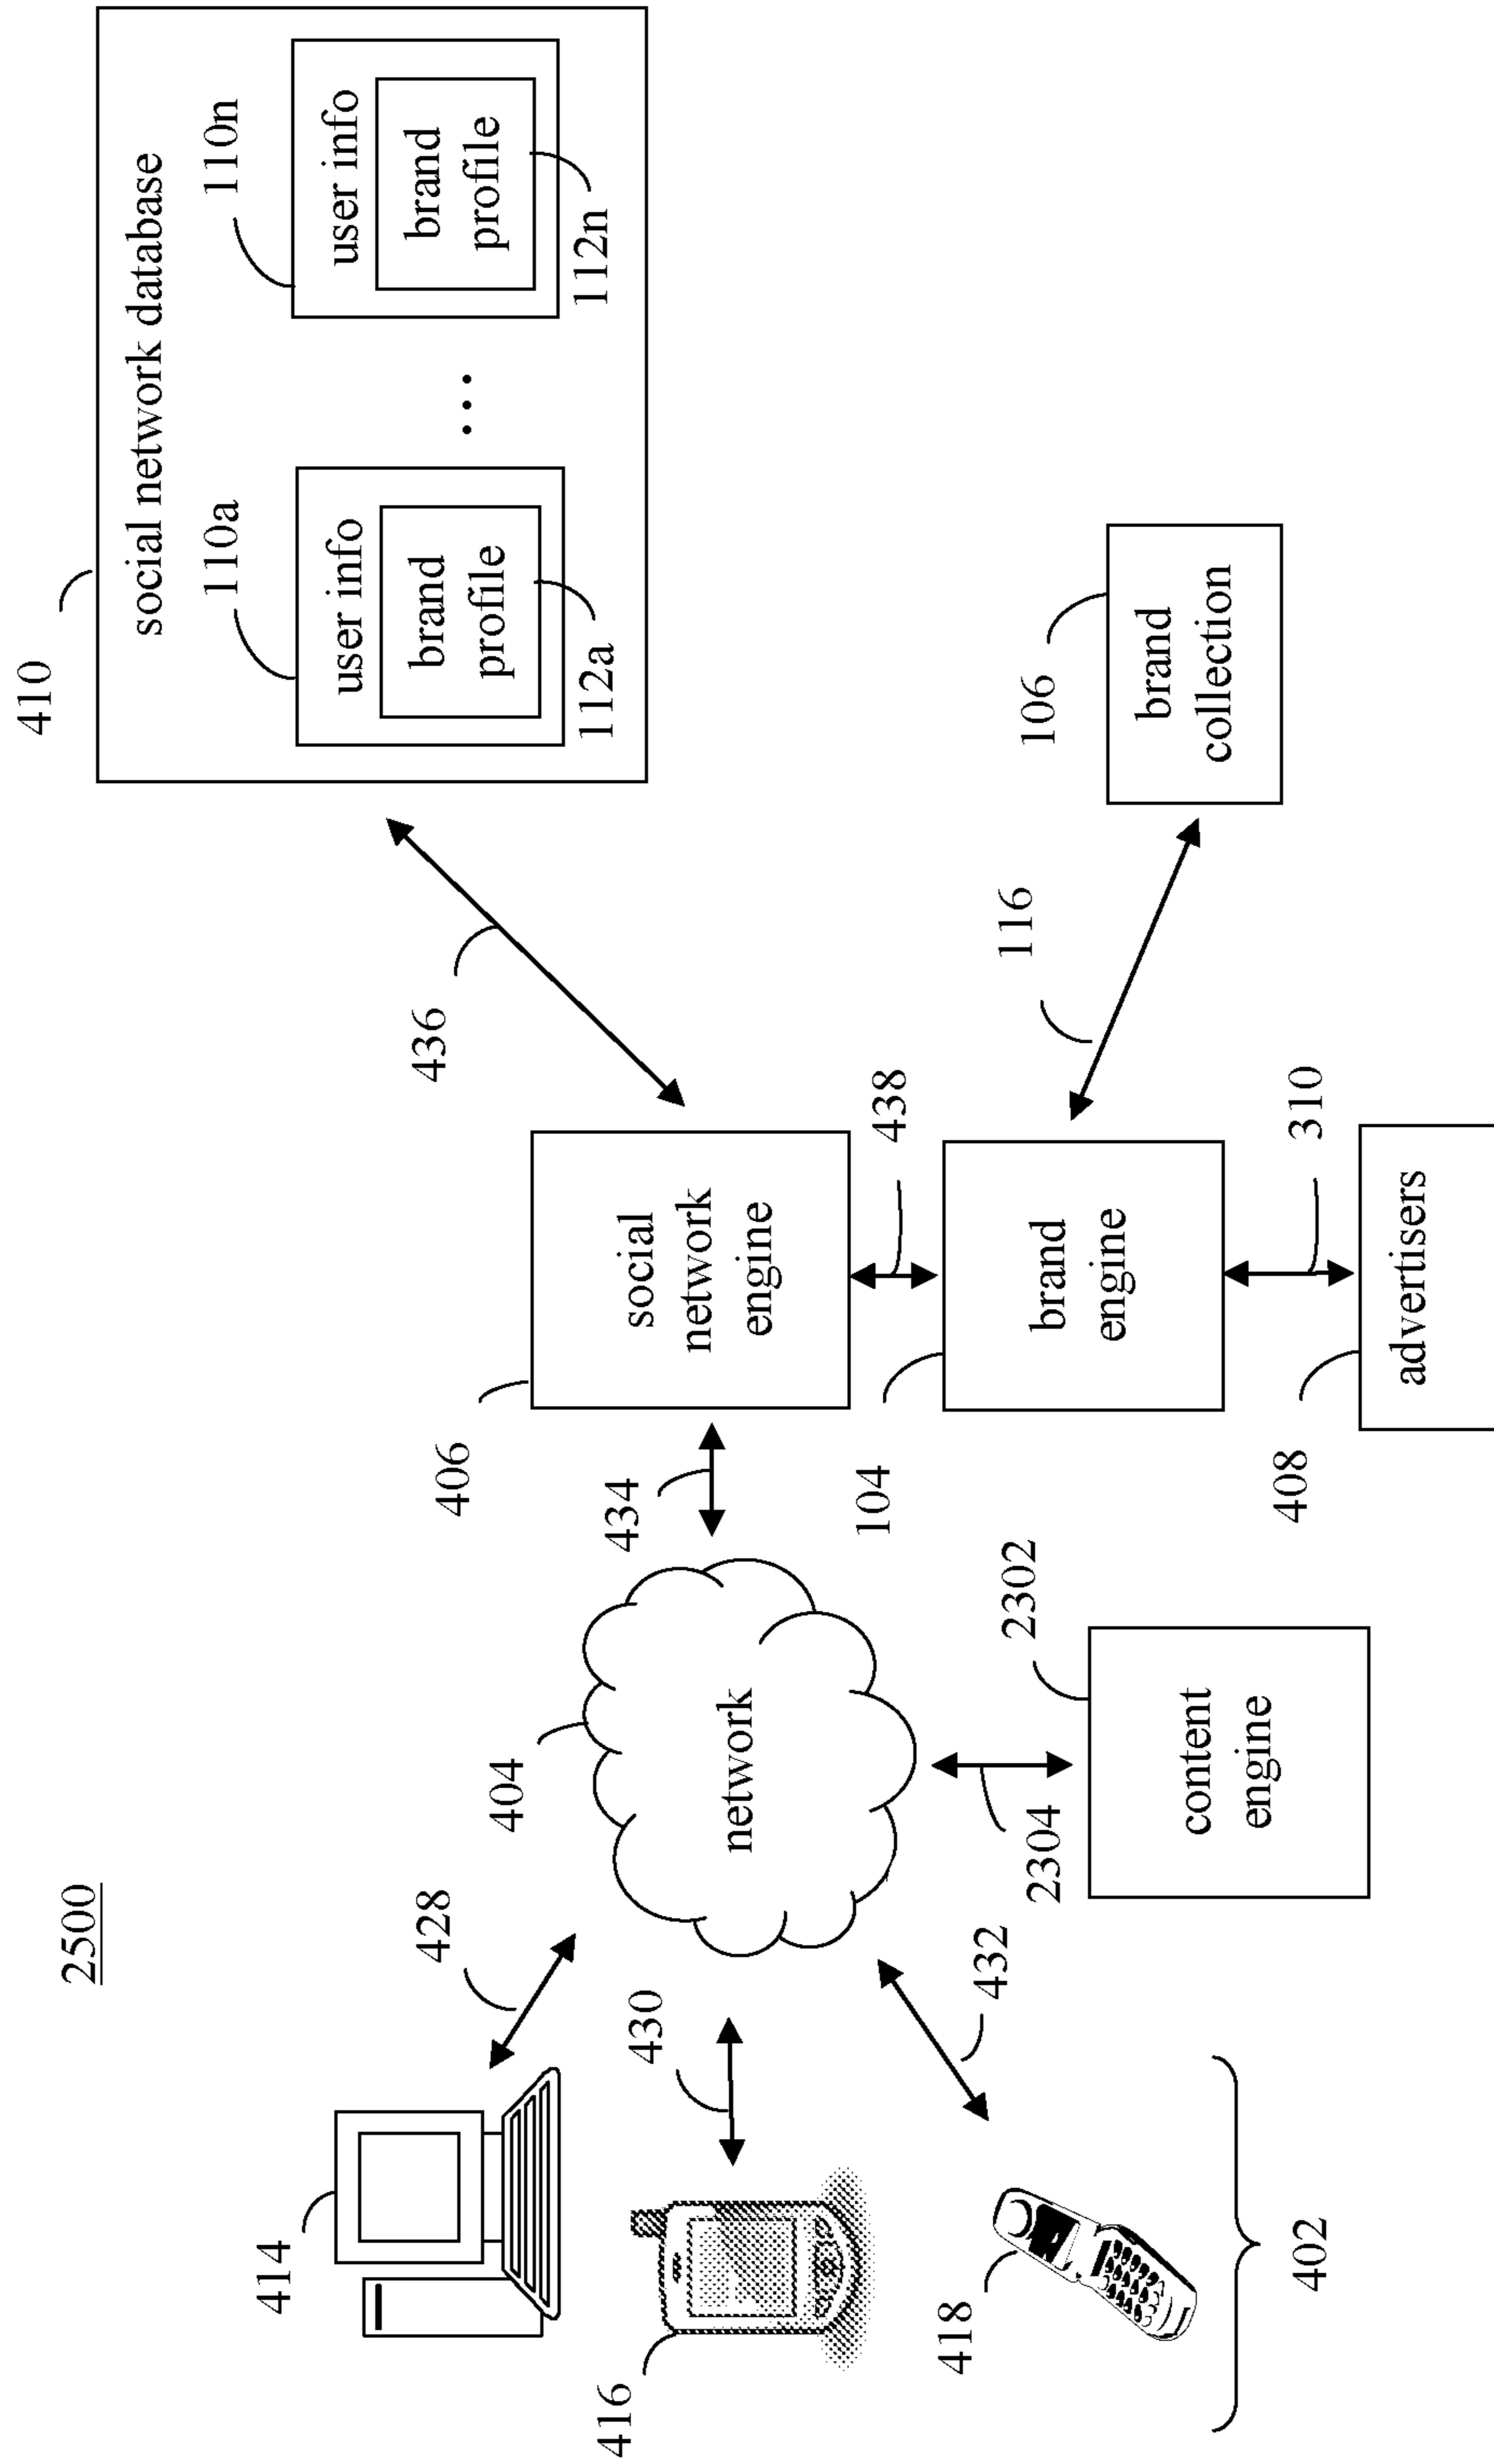 2500
410
social network database
110a
110n
user info
user info
brand
profile
brand
profile
...
112a
112n
414
428
436
404
406
social
network
engine
416
430
network
434
438
116
106
brand
collection
418
432
2304
2302
104
brand
engine
content
engine
402
408
310
advertisers